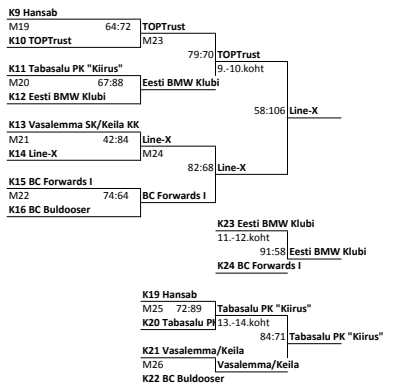 K9 Hansab
M19 64:72 TOPTrust
K10 TOPTrust M23
79:70 TOPTrust
K11 Tabasalu PK "Kiirus" 9.-10.koht
M20 67:88 Eesti BMW Klubi
K12 Eesti BMW Klubi
58:106 Line-X
K13 Vasalemma SK/Keila KK
M21 42:84 Line-X
K14 Line-X M24
82:68 Line-X
K15 BC Forwards I
M22 74:64 BC Forwards I
K16 BC Buldooser
K23 Eesti BMW Klubi
11.-12.koht
91:58 Eesti BMW Klubi
K24 BC Forwards I
K19 Hansab
M25 72:89 Tabasalu PK "Kiirus"
K20 Tabasalu PK 13.-14.koht
84:71 Tabasalu PK "Kiirus"
K21 Vasalemma/Keila
M26 Vasalemma/Keila
K22 BC Buldooser